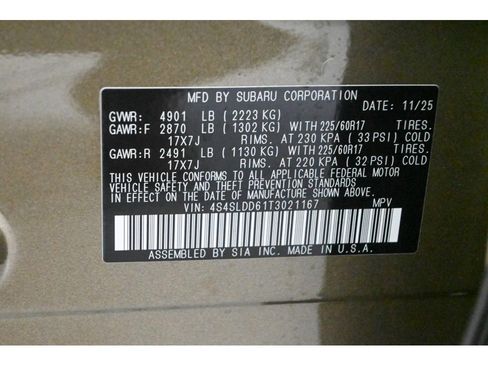 MFD BY SUBARU CORPORATION
DATE: 11/25
GVWR: 4901 LB (2223 KG)
GAWR:F 2870 LB (1302 KG) WITH 225/60R17 TIRES.
17X7J RIMS. AT 230 KPA (33 PSI) COLD
GAWR:R 2491 LB (1130 KG) WITH 225/60R17 TIRES.
17X7J RIMS. AT 220 KPA (32 PSI) COLD
THIS VEHICLE CONFORMS TO ALL APPLICABLE FEDERAL MOTOR
VEHICLE SAFETY AND THEFT PREVENTION STANDARDS
IN EFFECT ON THE DATE OF MANUFACTURE SHOWN ABOVE.
VIN: 4S4SLDD61T3021167 MPV
ASSEMBLED BY SIA INC. MADE IN U.S.A.